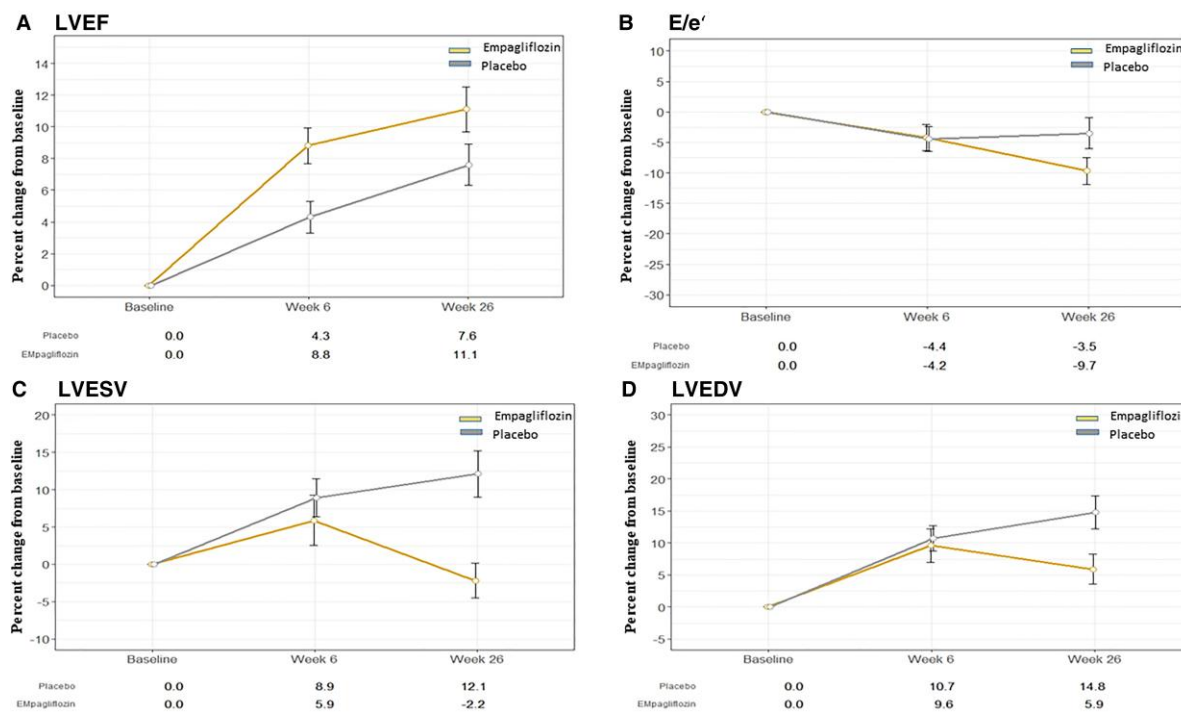 A LVEF
Percent change from baseline
14
12
10
8
6
4
2
0
Empagliflozin
Placebo
Baseline Week 6 Week 26
Placebo 0.0 4.3 7.6
EMpagliflozin 0.0 8.8 11.1
B E/e‘
Percent change from baseline
10
5
0
-5
-10
-15
-20
-25
-30
Empagliflozin
Placebo
Baseline Week 6 Week 26
Placebo 0.0 -4.4 -3.5
EMpagliflozin 0.0 -4.2 -9.7
C LVESV
Percent change from baseline
20
15
10
5
0
-5
-10
Empagliflozin
Placebo
Baseline Week 6 Week 26
Placebo 0.0 8.9 12.1
EMpagliflozin 0.0 5.9 -2.2
D LVEDV
Percent change from baseline
30
25
20
15
10
5
0
-5
Empagliflozi
Placebo
Baseline Week 6 Week 26
Placebo 0.0 10.7 14.8
EMpagliflozin 0.0 9.6 5.9